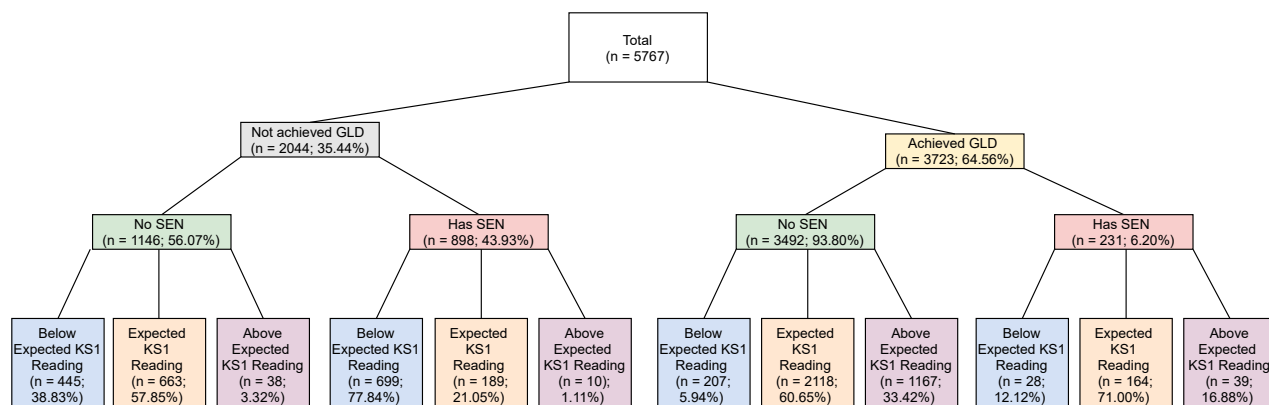 Total
(n = 5767)
Not achieved GLD
(n = 2044; 35.44%)
Achieved GLD
(n = 3723; 64.56%)
No SEN
(n = 1146; 56.07%)
Has SEN
(n = 898; 43.93%)
No SEN
(n = 3492; 93.80%)
Has SEN
(n = 231; 6.20%)
Below
Expected KS1
Reading
(n = 445;
38.83%)
Expected
KS1
Reading
(n = 663;
57.85%)
Above
Expected
KS1 Reading
(n = 38;
3.32%)
Below
Expected KS1
Reading
(n = 699;
77.84%)
Expected
KS1
Reading
(n = 189;
21.05%)
Above
Expected
KS1 Reading
(n = 10);
1.11%)
Below
Expected KS1
Reading
(n = 207;
5.94%)
Expected
KS1
Reading
(n = 2118;
60.65%)
Above
Expected
KS1 Reading
(n = 1167;
33.42%)
Below
Expected KS1
Reading
(n = 28;
12.12%)
Expected
KS1
Reading
(n = 164;
71.00%)
Above
Expected
KS1 Reading
(n = 39;
16.88%)